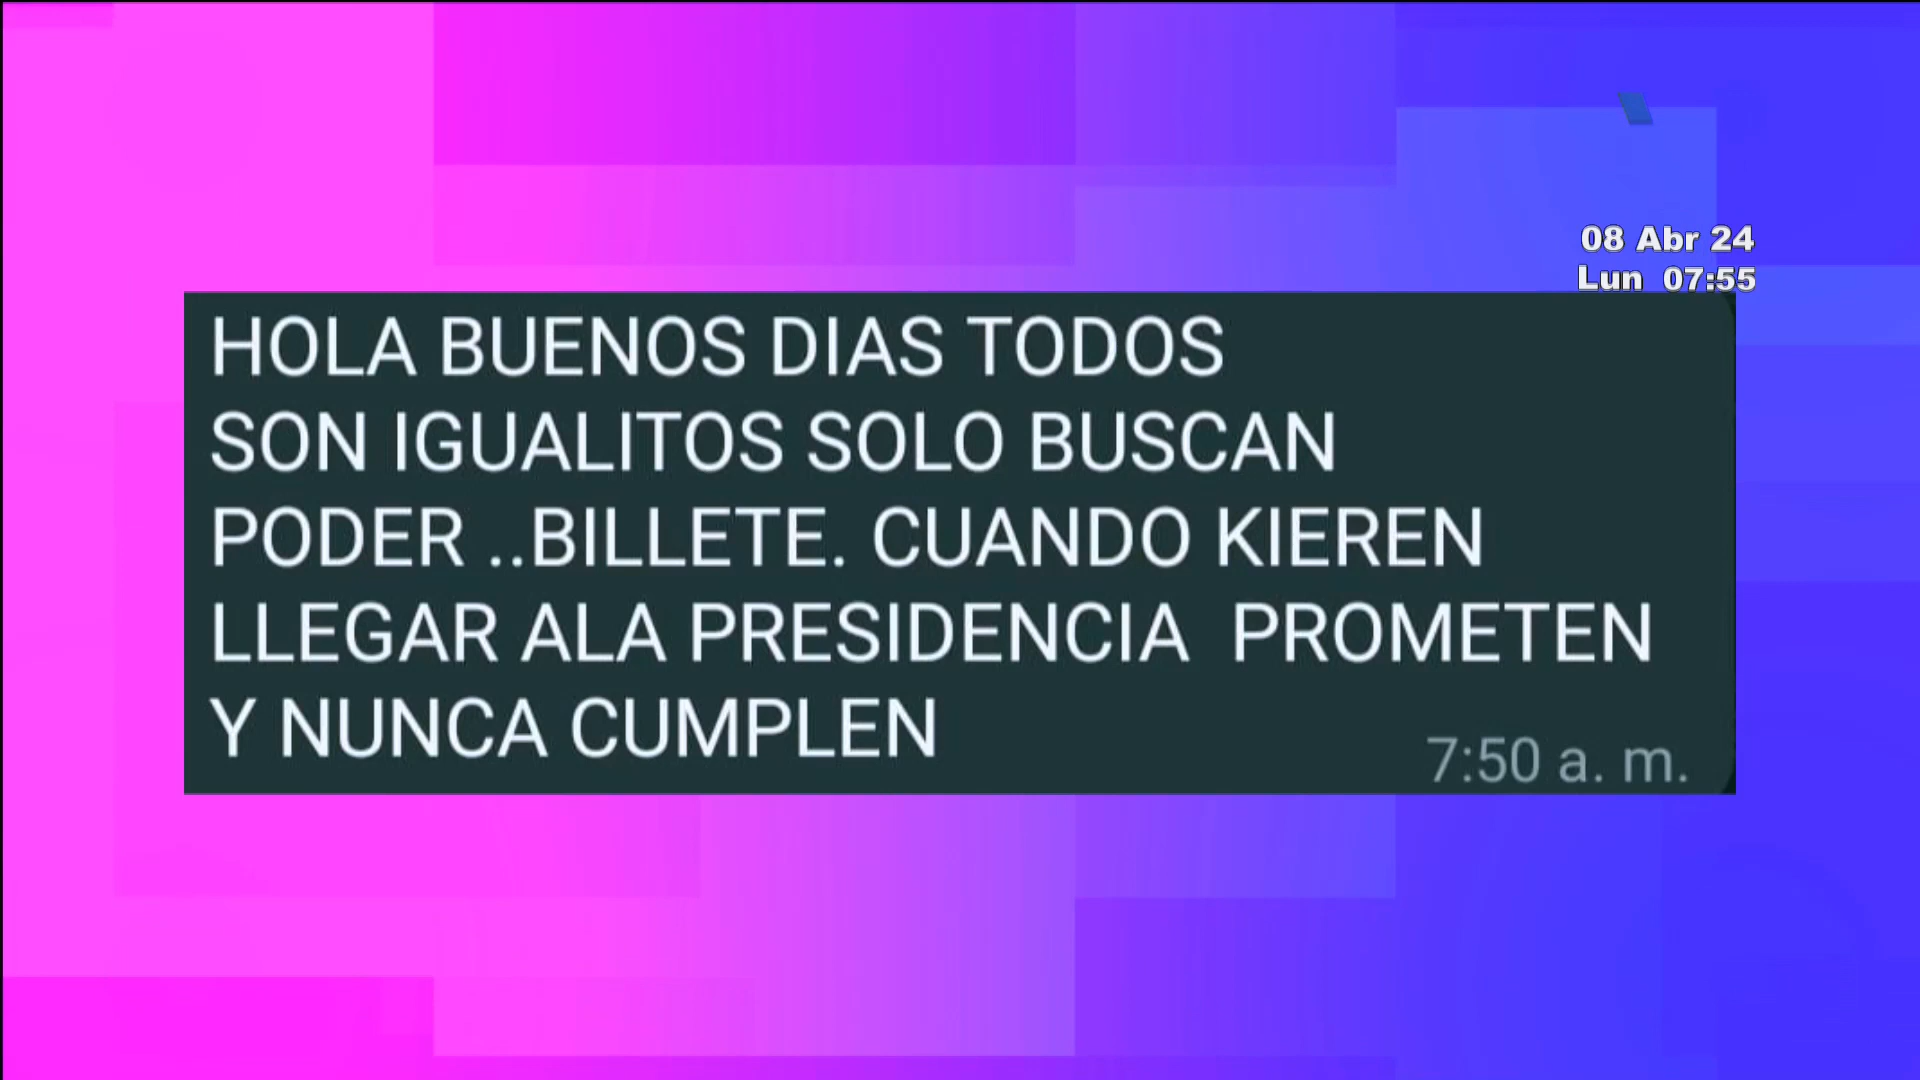 08 Abr 24
Lun 07:55
HOLA BUENOS DIAS TODOS
SON IGUALITOS SOLO BUSCAN
PODER ..BILLETE. CUANDO KIEREN
LLEGAR ALA PRESIDENCIA  PROMETEN
Y NUNCA CUMPLEN
7:50 a. m.